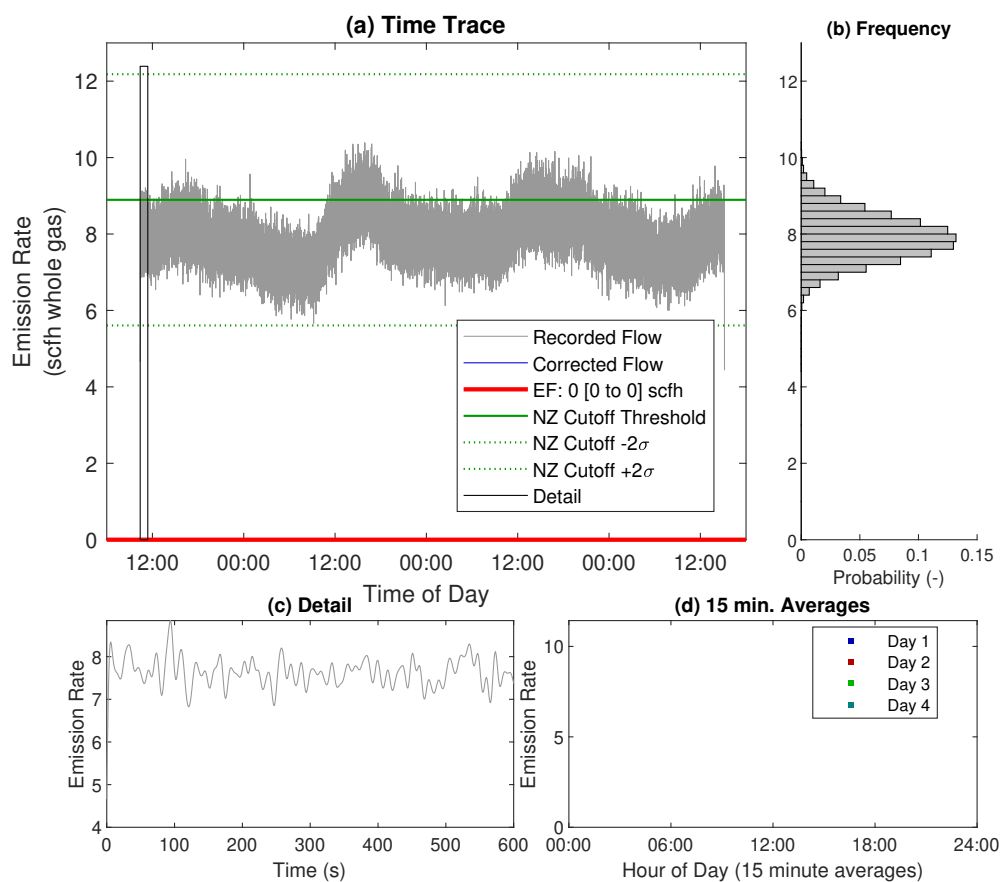 (a) Time Trace
(b) Frequency
12
10
8
6
4
2
0
Emission Rate
(scfh whole gas)
Recorded Flow
Corrected Flow
EF: 0 [0 to 0] scfh
NZ Cutoff Threshold
NZ Cutoff -2σ
NZ Cutoff +2σ
Detail
12:00 00:00 12:00 00:00 12:00 00:00 12:00
Time of Day
12
10
8
6
4
2
0
0 0.05 0.1 0.15
Probability (-)
(c) Detail
8
7
6
5
4
Emission Rate
0 100 200 300 400 500 600
Time (s)
(d) 15 min. Averages
10
5
0
Emission Rate
Day 1
Day 2
Day 3
Day 4
00:00 06:00 12:00 18:00 24:00
Hour of Day (15 minute averages)